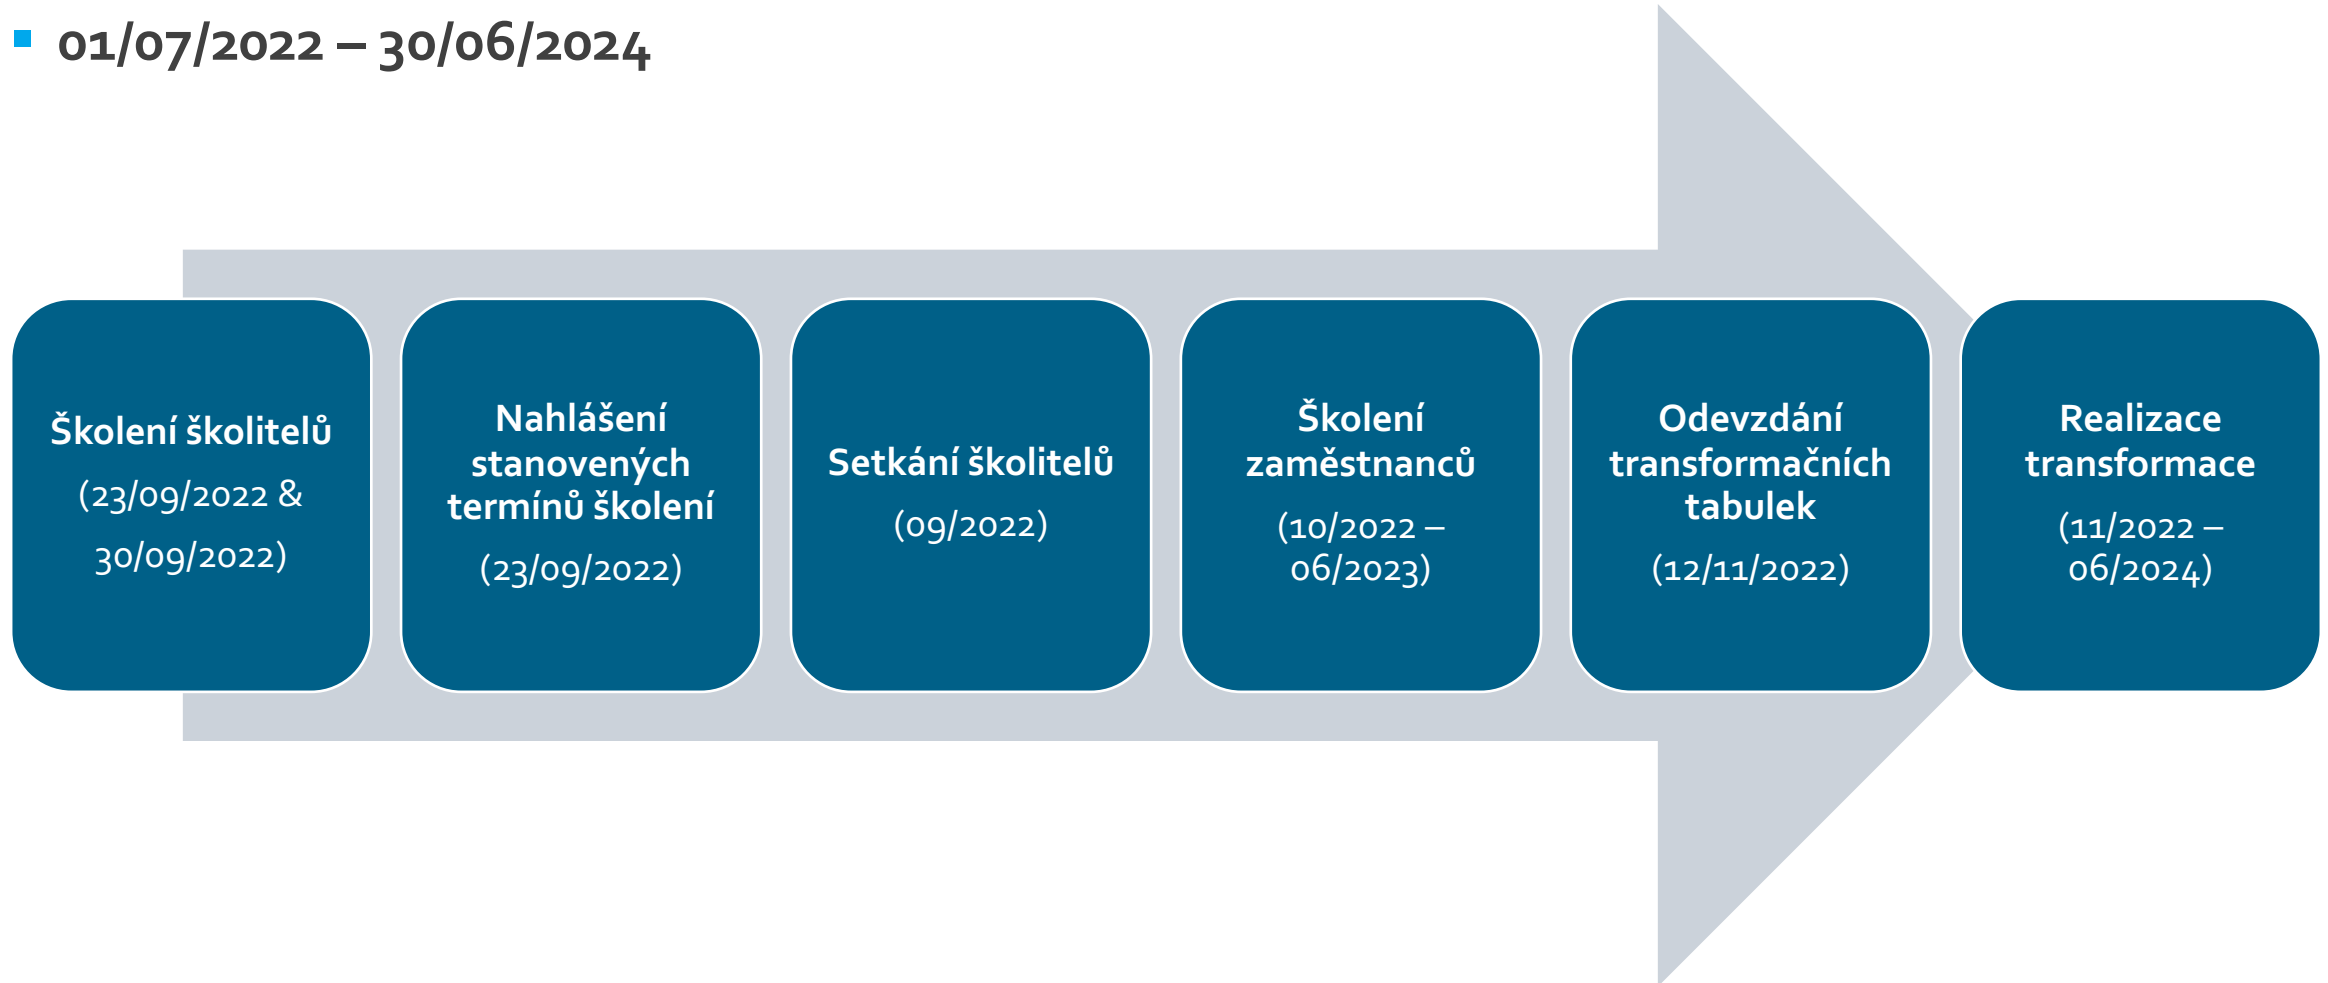 01/07/2022 – 30/06/2024
Školení školitelů
(23/09/2022 &
30/09/2022)
Nahlášení
stanovených
termínů školení
(23/09/2022)
Setkání školitelů
(09/2022)
Školení
zaměstnanců
(10/2022 –
06/2023)
Odevzdání
transformačních
tabulek
(12/11/2022)
Realizace
transformace
(11/2022 –
06/2024)